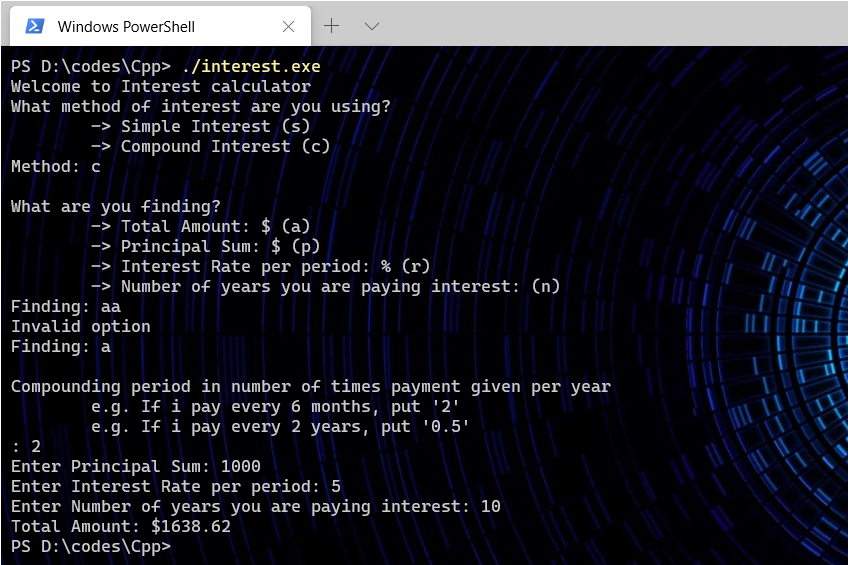 Windows PowerShell
PS D:\codes\Cpp> ./interest.exe
Welcome to Interest calculator
What method of interest are you using?
        -> Simple Interest (s)
        -> Compound Interest (c)
Method: c

What are you finding?
        -> Total Amount: $ (a)
        -> Principal Sum: $ (p)
        -> Interest Rate per period: % (r)
        -> Number of years you are paying interest: (n)
Finding: aa
Invalid option
Finding: a

Compounding period in number of times payment given per year
        e.g. If i pay every 6 months, put '2'
        e.g. If i pay every 2 years, put '0.5'
: 2
Enter Principal Sum: 1000
Enter Interest Rate per period: 5
Enter Number of years you are paying interest: 10
Total Amount: $1638.62
PS D:\codes\Cpp>